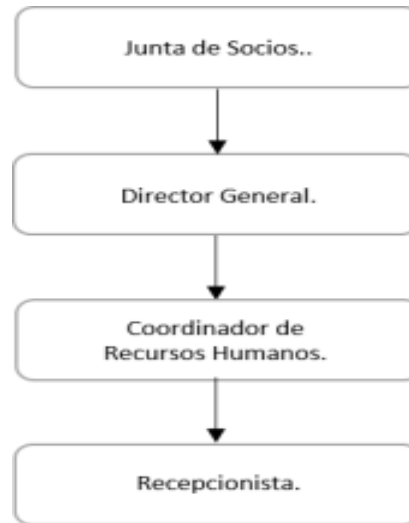 Junta de Socios..
Director General.
Coordinador de
Recursos Humanos.
Recepcionista.